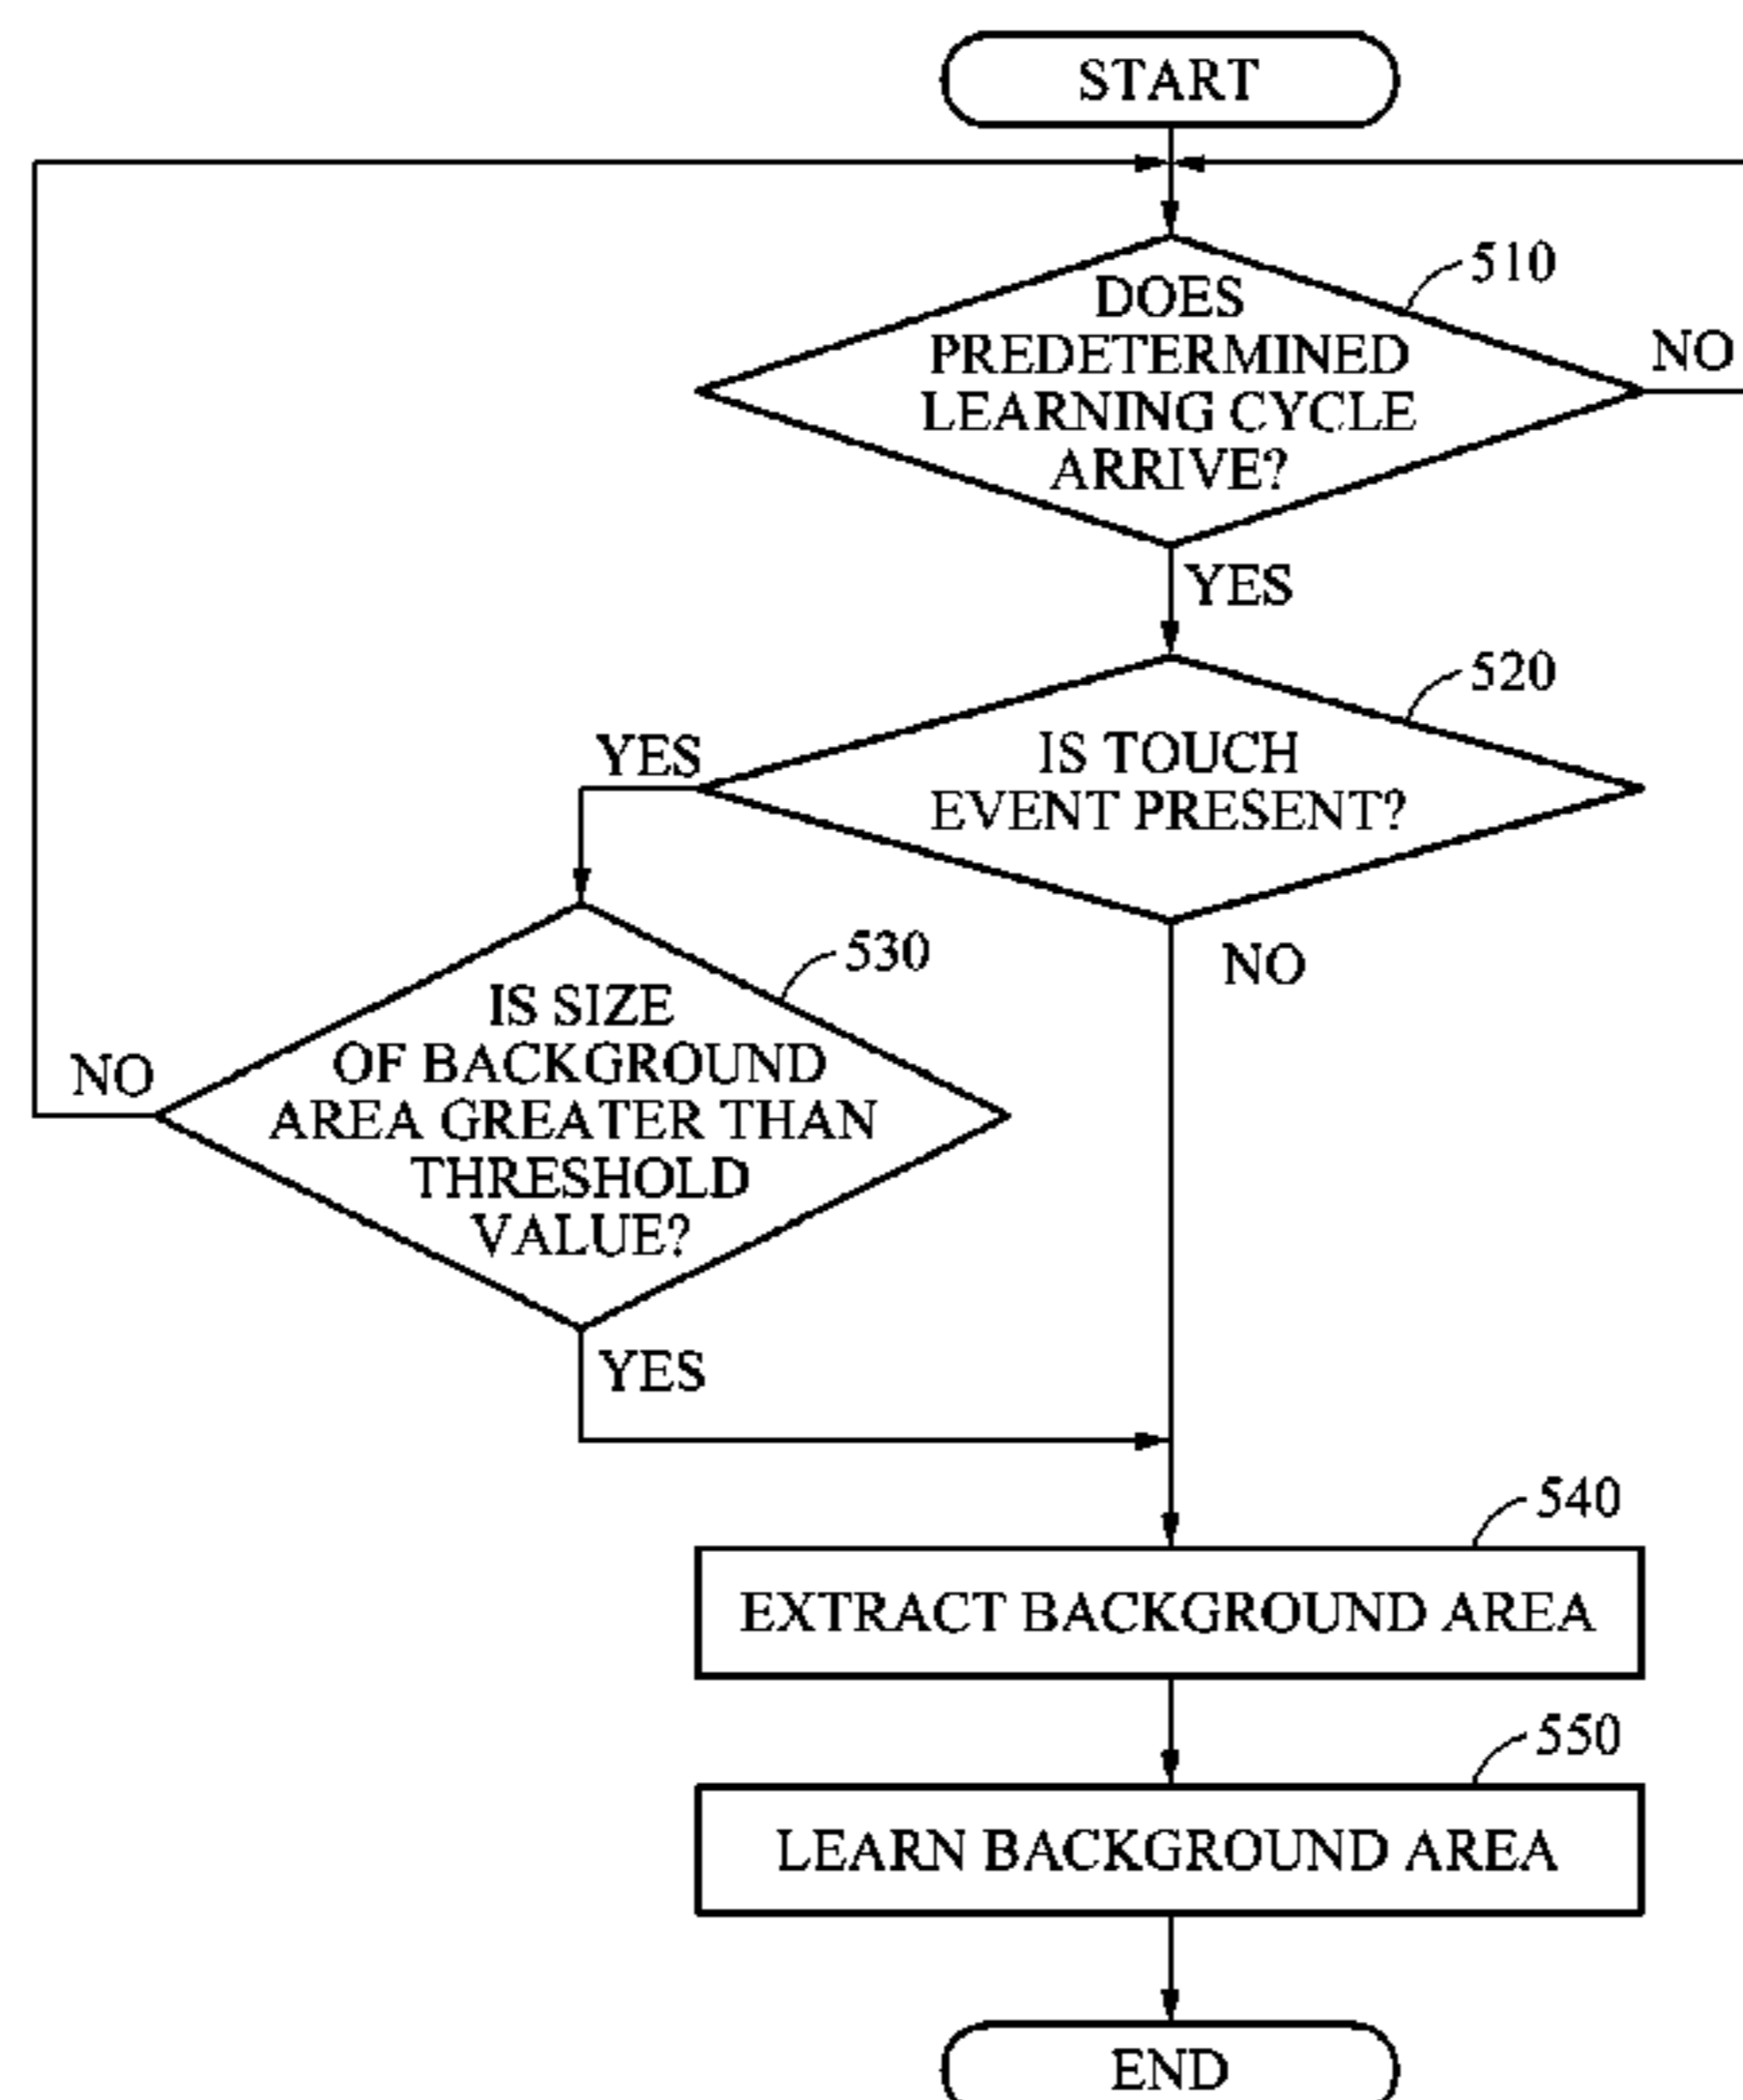 START
510
DOES
PREDETERMINED
LEARNING CYCLE
ARRIVE?
NO
YES
520
IS TOUCH
EVENT PRESENT?
YES
NO
530
IS SIZE
OF BACKGROUND
AREA GREATER THAN
THRESHOLD
VALUE?
NO
YES
540
EXTRACT BACKGROUND AREA
550
LEARN BACKGROUND AREA
END